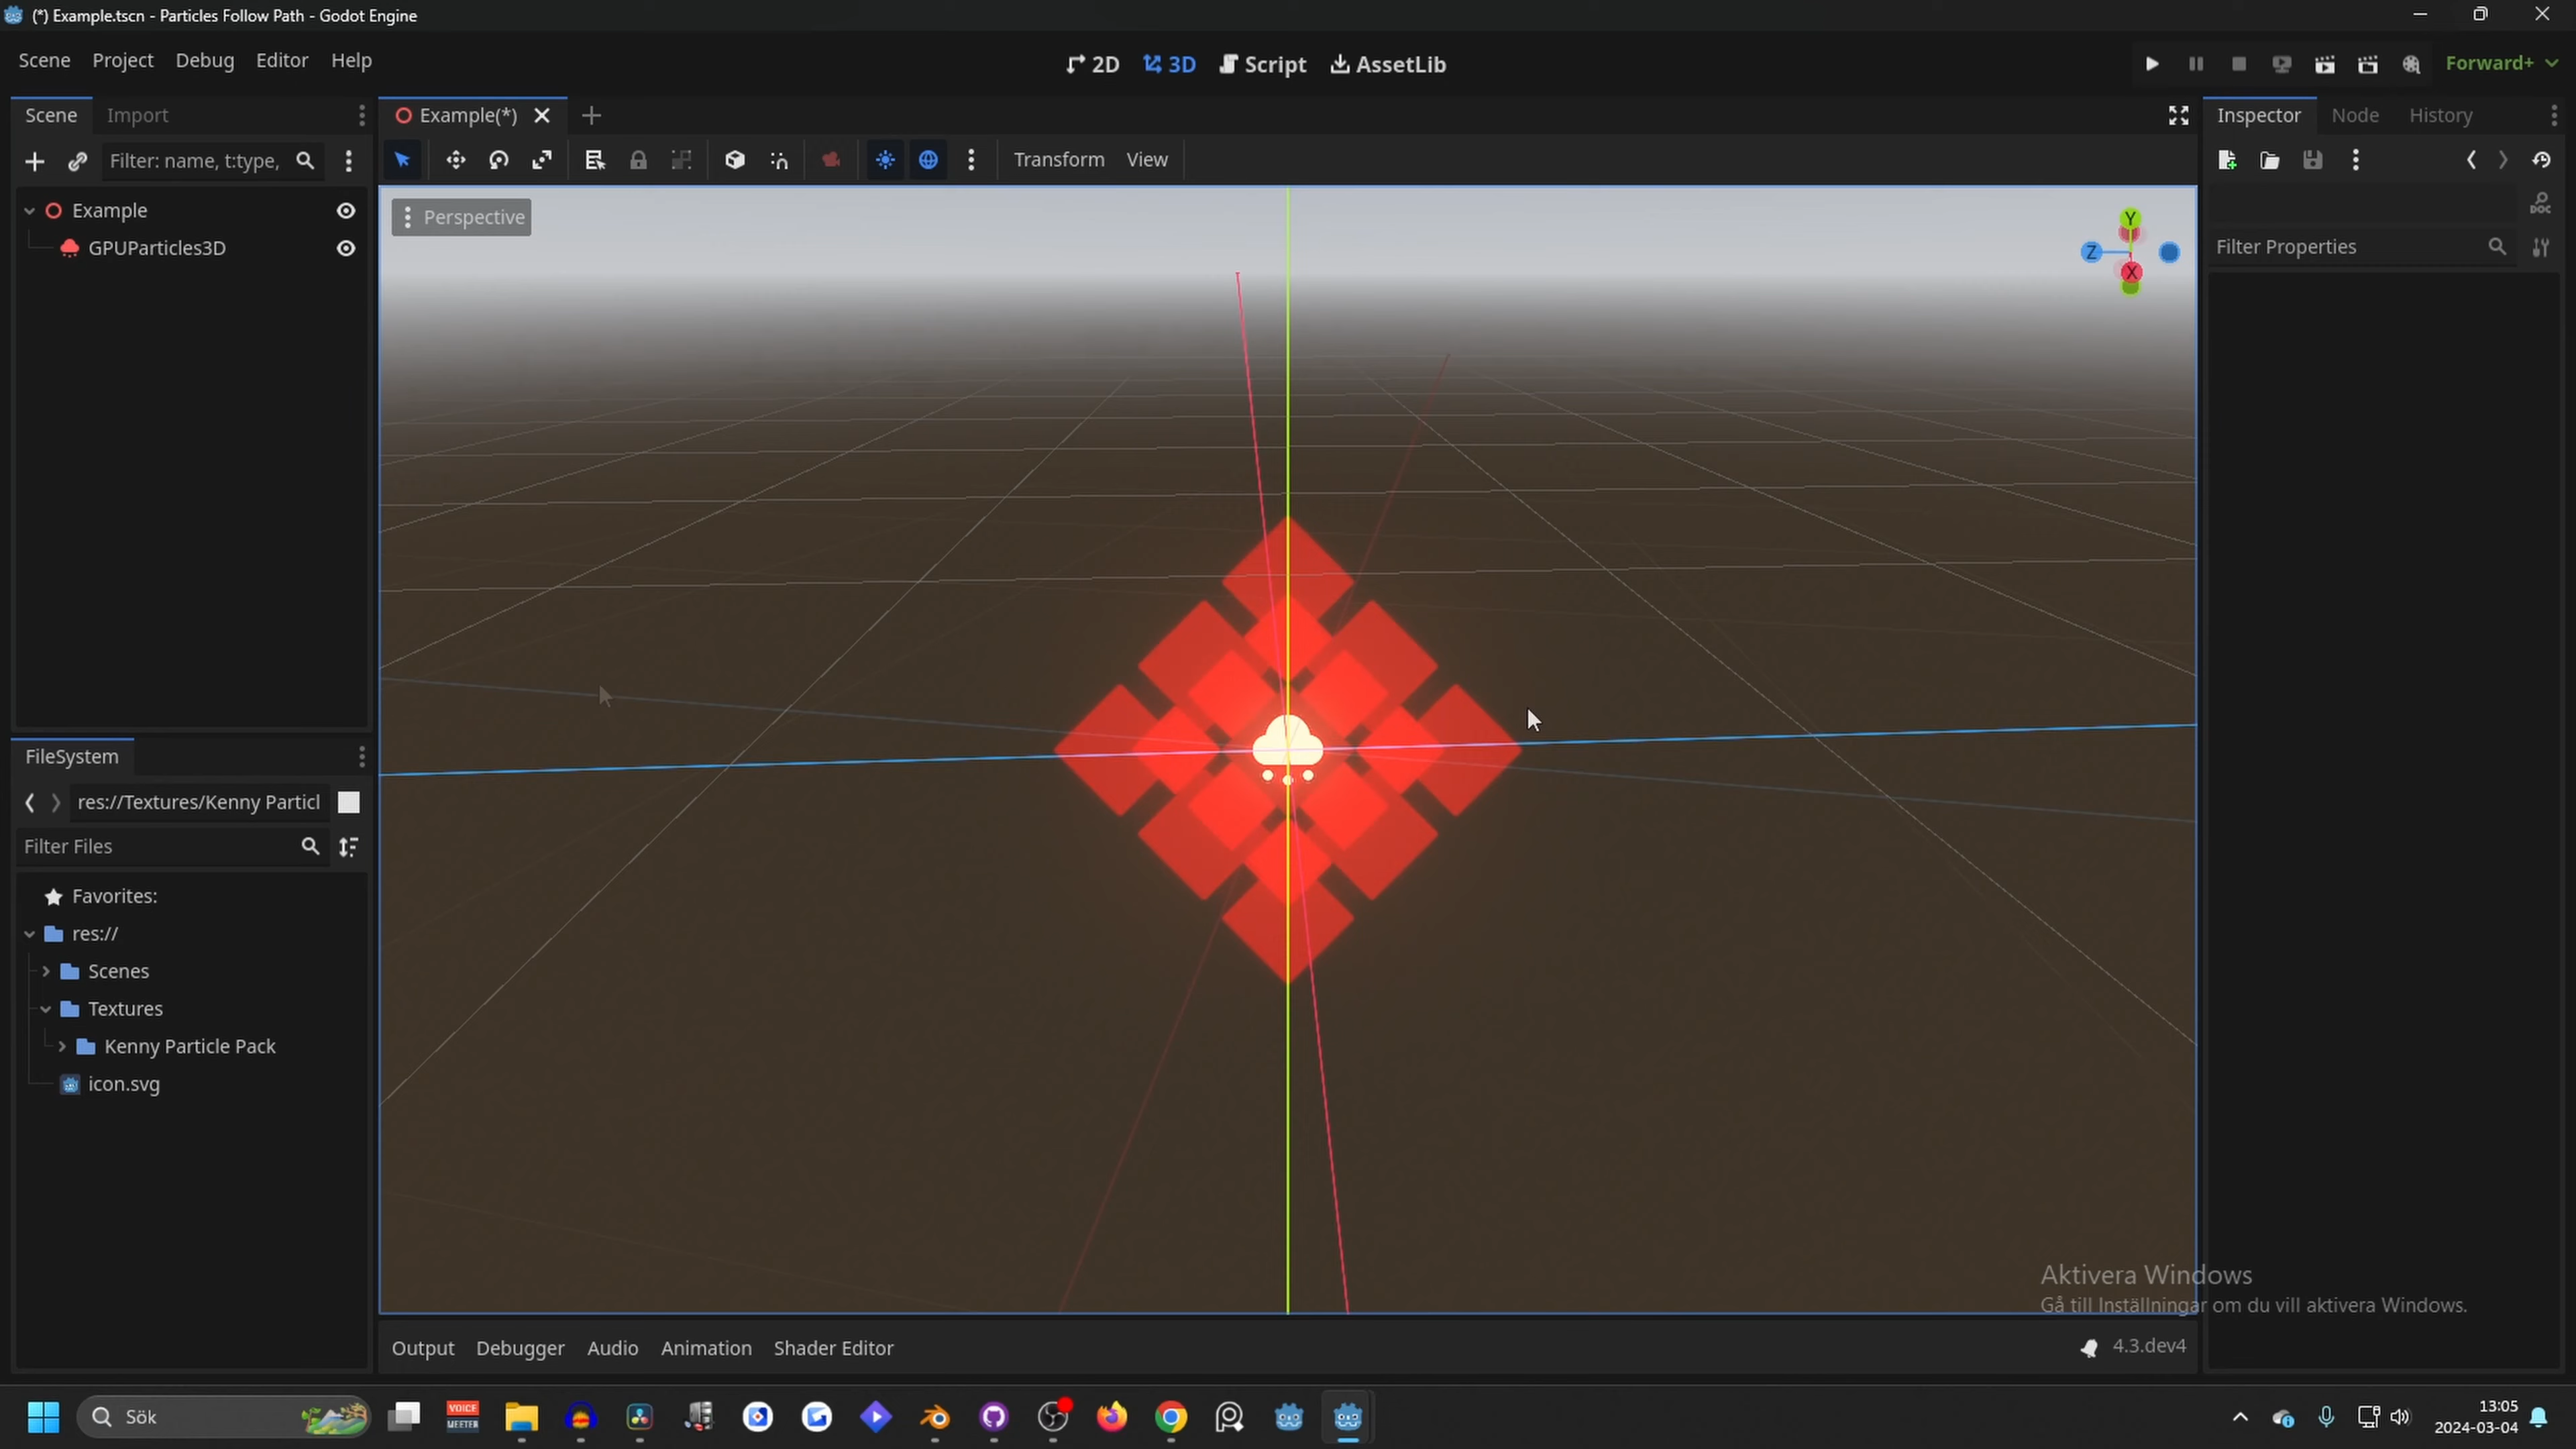 (*) Example.tscn - Particles Follow Path - Godot Engine
Scene Project Debug Editor Help
2D 3D Script AssetLib
Forward+
Scene Import
Example(*)
Inspector Node History
Filter: name, t:type,
Transform View
Example
GPUParticles3D
Perspective
Y
Z
X
DOC
Filter Properties
FileSystem
res://Textures/Kenny Particl
Filter Files
Favorites:
res://
Scenes
Textures
Kenny Particle Pack
icon.svg
Aktivera Windows
Gå till Inställningar om du vill aktivera Windows.
Output Debugger Audio Animation Shader Editor
4.3.dev4
Sök
VOICE
MEETER
13:05
2024-03-04